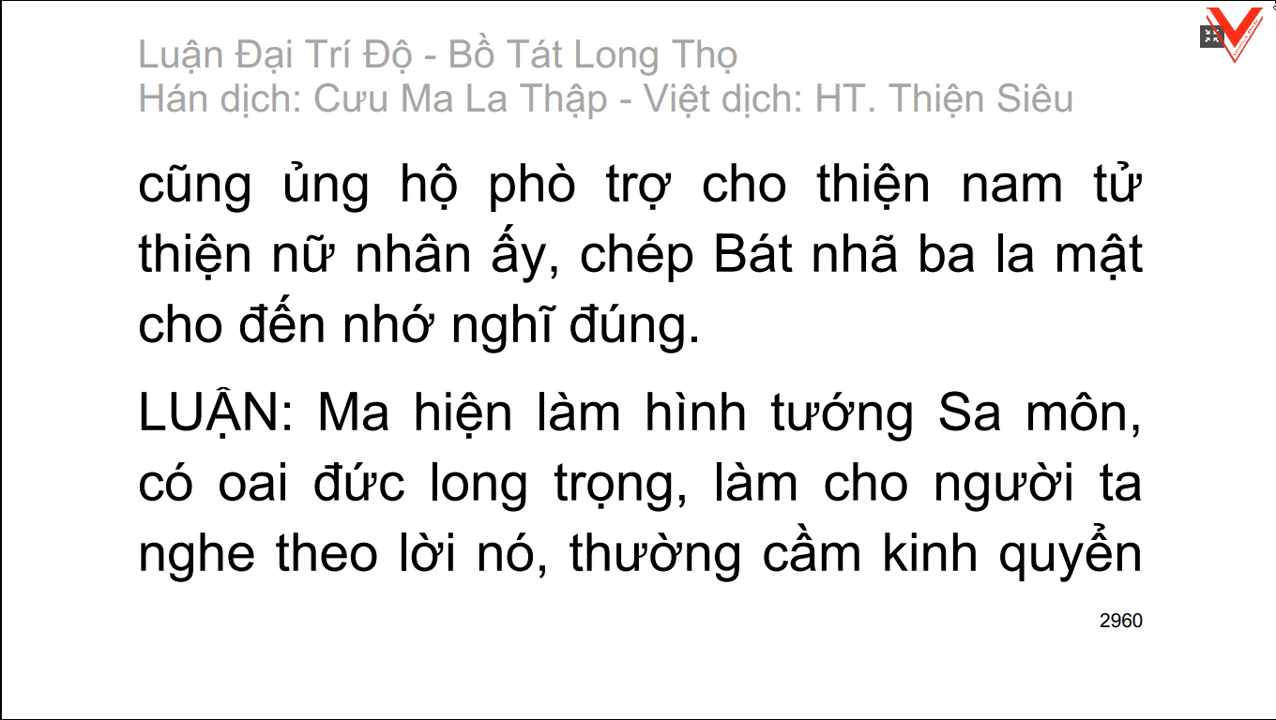 Luận Đại Trí Độ - Bồ Tát Long Thọ
Hán dịch: Cưu Ma La Thập - Việt dịch: HT. Thiện Siêu
cũng ủng hộ phò trợ cho thiện nam tử
thiện nữ nhân ấy, chép Bát nhã ba la mật
cho đến nhớ nghĩ đúng.
LUẬN: Ma hiện làm hình tướng Sa môn,
có oai đức long trọng, làm cho người ta
nghe theo lời nó, thường cầm kinh quyển
2960